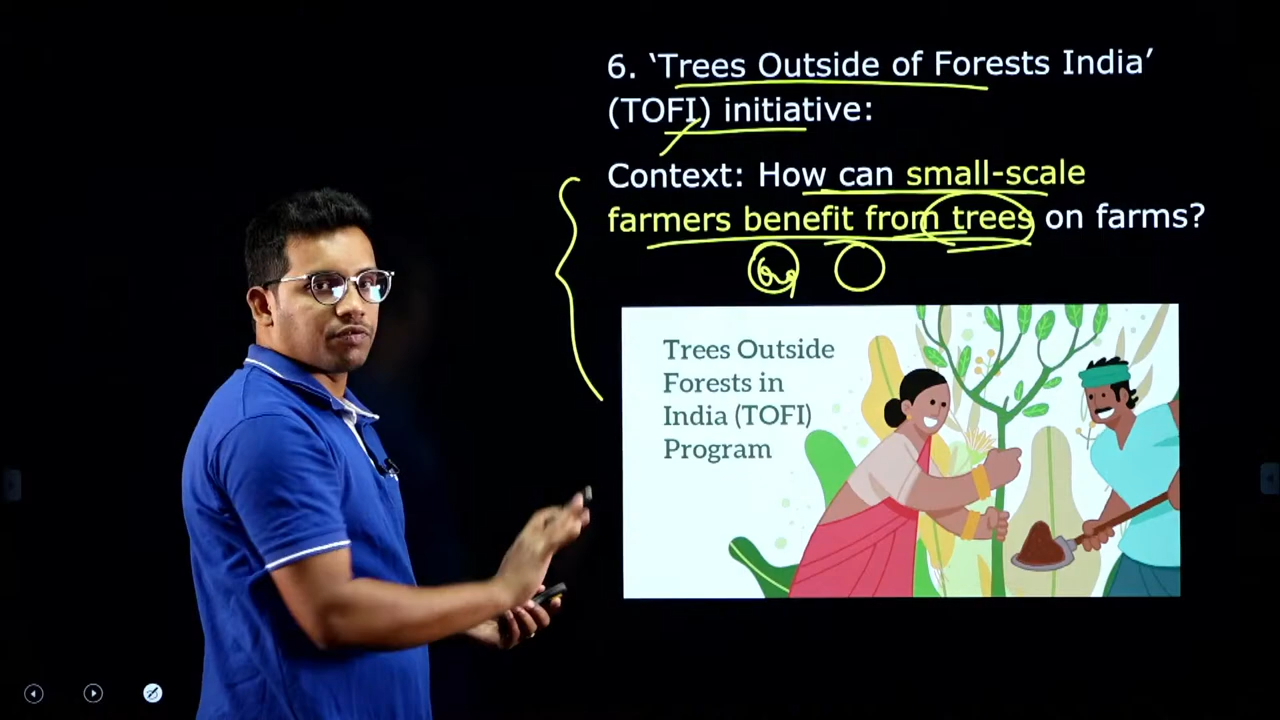 6. ‘Trees Outside of Forests India’
(TOFI) initiative:
Context: How can small-scale
farmers benefit from trees on farms?
Trees Outside
Forests in
India (TOFI)
Program